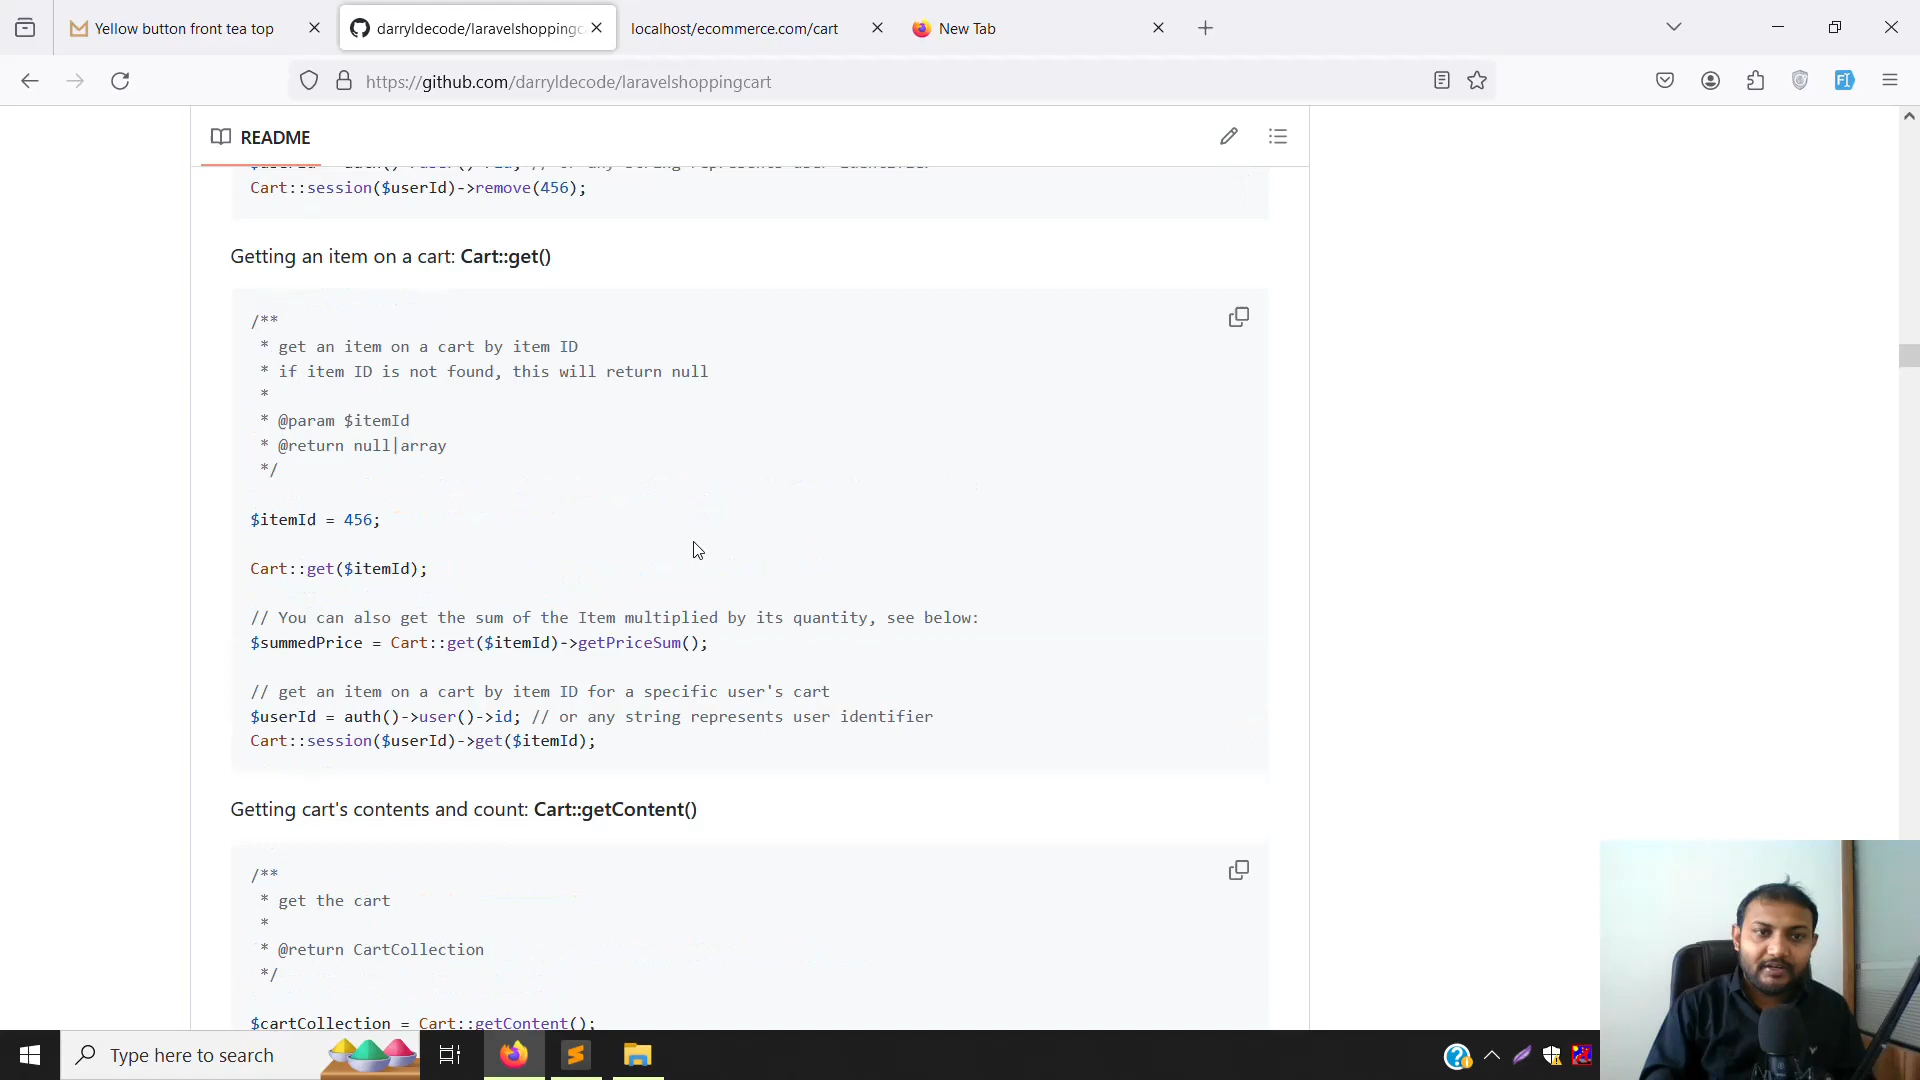 Yellow button front tea top
darryldecode/laravelshoppingc
localhost/ecommerce.com/cart
New Tab
https://github.com/darryldecode/laravelshoppingcart
README
Cart::session($userId)->remove(456);
Getting an item on a cart: Cart::get()
/**
* get an item on a cart by item ID
* if item ID is not found, this will return null
*
* @param $itemId
* @return null|array
*/
$itemId = 456;
Cart::get($itemId);
// You can also get the sum of the Item multiplied by its quantity, see below:
$summedPrice = Cart::get($itemId)->getPriceSum();
// get an item on a cart by item ID for a specific user's cart
$userId = auth()->user()->id; // or any string represents user identifier
Cart::session($userId)->get($itemId);
Getting cart's contents and count: Cart::getContent()
/**
* get the cart
*
* @return CartCollection
*/
$cartCollection = Cart::getContent();
Type here to search